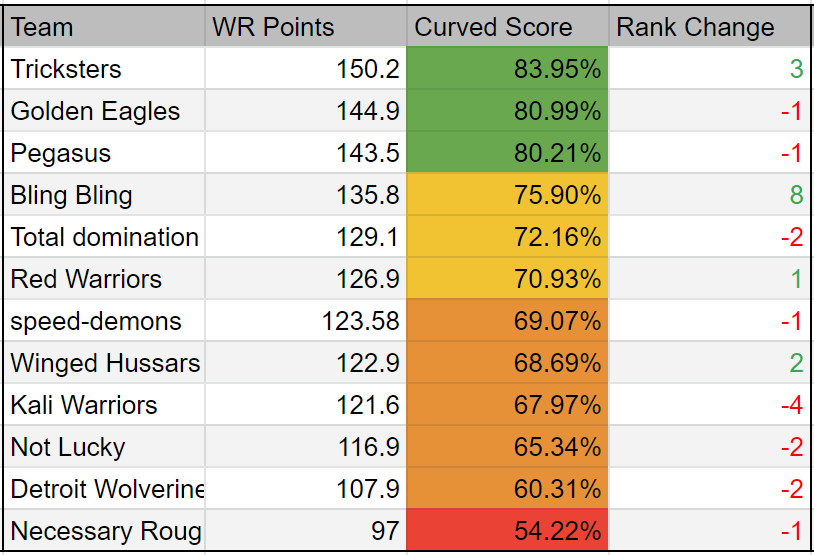 Team WR Points Curved Score Rank Change
Tricksters 150.2 83.95% 3
Golden Eagles 144.9 80.99% -1
Pegasus 143.5 80.21% -1
Bling Bling 135.8 75.90% 8
Total domination 129.1 72.16% -2
Red Warriors 126.9 70.93% 1
speed-demons 123.58 69.07% -1
Winged Hussars 122.9 68.69% 2
Kali Warriors 121.6 67.97% -4
Not Lucky 116.9 65.34% -2
Detroit Wolverine 107.9 60.31% -2
Necessary Roug 97 54.22% -1